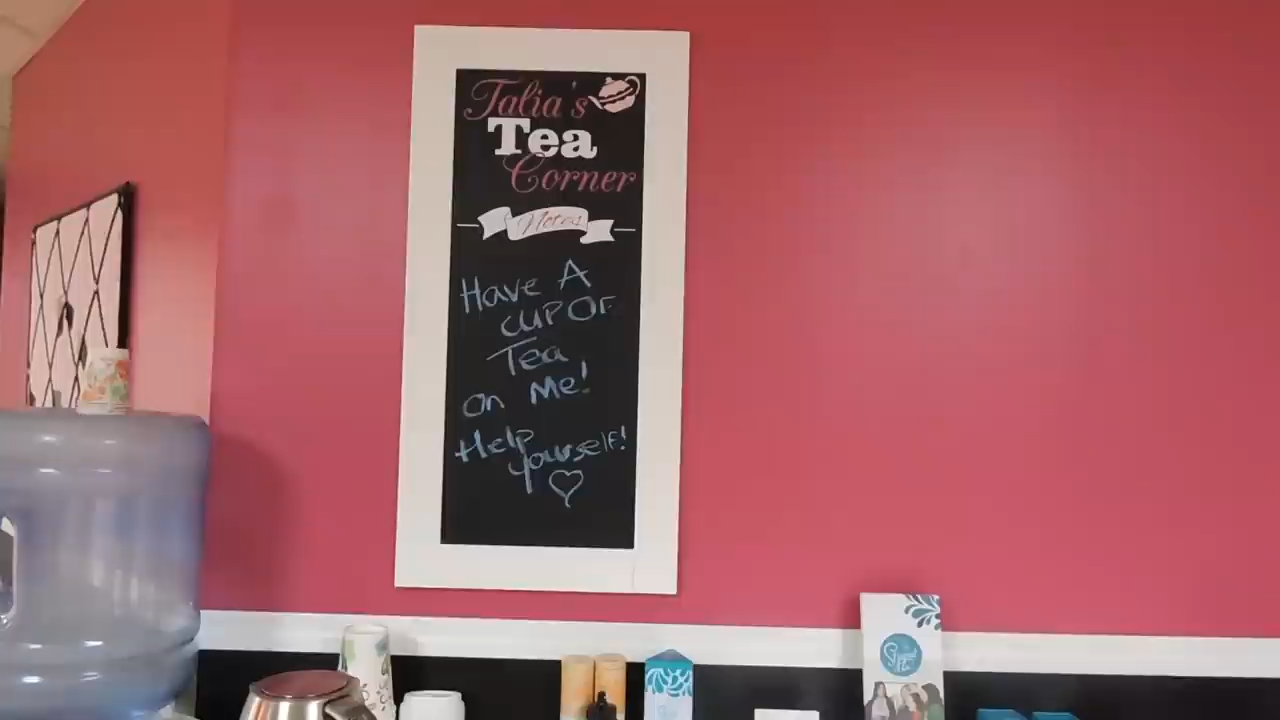 Talia's
Tea
Corner
Notes
Have A
CUP OF
Tea
on Me!
Help
yourself!